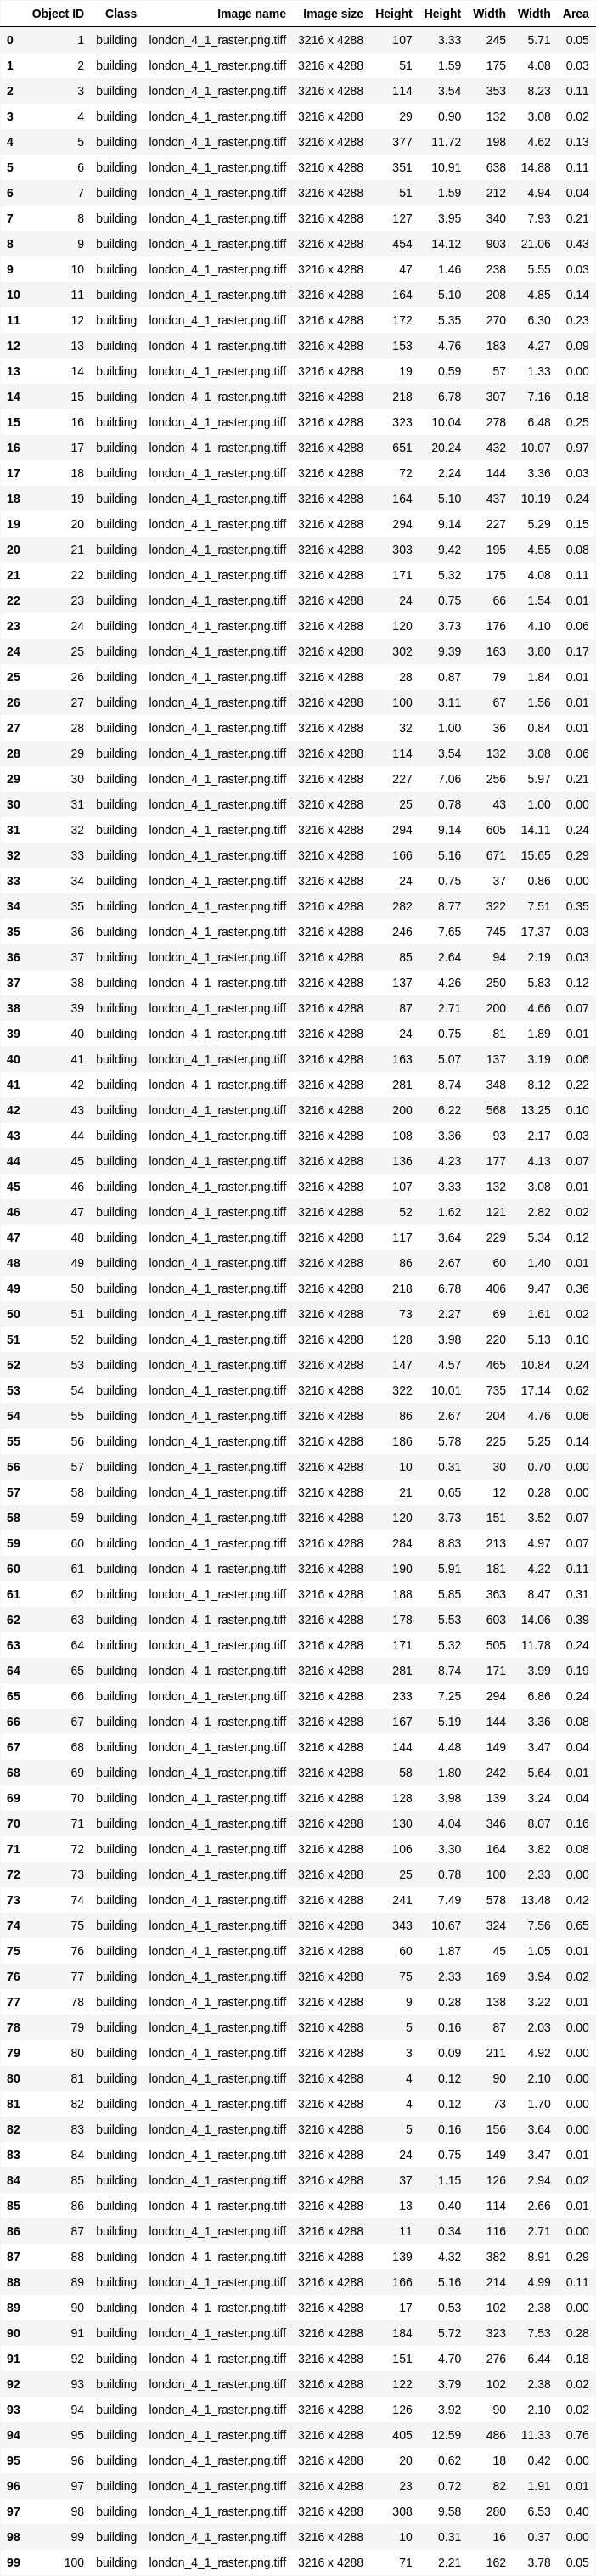 Object ID Class Image name Image size Height Height Width Width Area
0 1 building london_4_1_raster.png.tiff 3216 x 4288 107 3.33 245 5.71 0.05
1 2 building london_4_1_raster.png.tiff 3216 x 4288 51 1.59 175 4.08 0.03
2 3 building london_4_1_raster.png.tiff 3216 x 4288 114 3.54 353 8.23 0.11
3 4 building london_4_1_raster.png.tiff 3216 x 4288 29 0.90 132 3.08 0.02
4 5 building london_4_1_raster.png.tiff 3216 x 4288 377 11.72 198 4.62 0.13
5 6 building london_4_1_raster.png.tiff 3216 x 4288 351 10.91 638 14.88 0.11
6 7 building london_4_1_raster.png.tiff 3216 x 4288 51 1.59 212 4.94 0.04
7 8 building london_4_1_raster.png.tiff 3216 x 4288 127 3.95 340 7.93 0.21
8 9 building london_4_1_raster.png.tiff 3216 x 4288 454 14.12 903 21.06 0.43
9 10 building london_4_1_raster.png.tiff 3216 x 4288 47 1.46 238 5.55 0.03
10 11 building london_4_1_raster.png.tiff 3216 x 4288 164 5.10 208 4.85 0.14
11 12 building london_4_1_raster.png.tiff 3216 x 4288 172 5.35 270 6.30 0.23
12 13 building london_4_1_raster.png.tiff 3216 x 4288 153 4.76 183 4.27 0.09
13 14 building london_4_1_raster.png.tiff 3216 x 4288 19 0.59 57 1.33 0.00
14 15 building london_4_1_raster.png.tiff 3216 x 4288 218 6.78 307 7.16 0.18
15 16 building london_4_1_raster.png.tiff 3216 x 4288 323 10.04 278 6.48 0.25
16 17 building london_4_1_raster.png.tiff 3216 x 4288 651 20.24 432 10.07 0.97
17 18 building london_4_1_raster.png.tiff 3216 x 4288 72 2.24 144 3.36 0.03
18 19 building london_4_1_raster.png.tiff 3216 x 4288 164 5.10 437 10.19 0.24
19 20 building london_4_1_raster.png.tiff 3216 x 4288 294 9.14 227 5.29 0.15
20 21 building london_4_1_raster.png.tiff 3216 x 4288 303 9.42 195 4.55 0.08
21 22 building london_4_1_raster.png.tiff 3216 x 4288 171 5.32 175 4.08 0.11
22 23 building london_4_1_raster.png.tiff 3216 x 4288 24 0.75 66 1.54 0.01
23 24 building london_4_1_raster.png.tiff 3216 x 4288 120 3.73 176 4.10 0.06
24 25 building london_4_1_raster.png.tiff 3216 x 4288 302 9.39 163 3.80 0.17
25 26 building london_4_1_raster.png.tiff 3216 x 4288 28 0.87 79 1.84 0.01
26 27 building london_4_1_raster.png.tiff 3216 x 4288 100 3.11 67 1.56 0.01
27 28 building london_4_1_raster.png.tiff 3216 x 4288 32 1.00 36 0.84 0.01
28 29 building london_4_1_raster.png.tiff 3216 x 4288 114 3.54 132 3.08 0.06
29 30 building london_4_1_raster.png.tiff 3216 x 4288 227 7.06 256 5.97 0.21
30 31 building london_4_1_raster.png.tiff 3216 x 4288 25 0.78 43 1.00 0.00
31 32 building london_4_1_raster.png.tiff 3216 x 4288 294 9.14 605 14.11 0.24
32 33 building london_4_1_raster.png.tiff 3216 x 4288 166 5.16 671 15.65 0.29
33 34 building london_4_1_raster.png.tiff 3216 x 4288 24 0.75 37 0.86 0.00
34 35 building london_4_1_raster.png.tiff 3216 x 4288 282 8.77 322 7.51 0.35
35 36 building london_4_1_raster.png.tiff 3216 x 4288 246 7.65 745 17.37 0.03
36 37 building london_4_1_raster.png.tiff 3216 x 4288 85 2.64 94 2.19 0.03
37 38 building london_4_1_raster.png.tiff 3216 x 4288 137 4.26 250 5.83 0.12
38 39 building london_4_1_raster.png.tiff 3216 x 4288 87 2.71 200 4.66 0.07
39 40 building london_4_1_raster.png.tiff 3216 x 4288 24 0.75 81 1.89 0.01
40 41 building london_4_1_raster.png.tiff 3216 x 4288 163 5.07 137 3.19 0.06
41 42 building london_4_1_raster.png.tiff 3216 x 4288 281 8.74 348 8.12 0.22
42 43 building london_4_1_raster.png.tiff 3216 x 4288 200 6.22 568 13.25 0.10
43 44 building london_4_1_raster.png.tiff 3216 x 4288 108 3.36 93 2.17 0.03
44 45 building london_4_1_raster.png.tiff 3216 x 4288 136 4.23 177 4.13 0.07
45 46 building london_4_1_raster.png.tiff 3216 x 4288 107 3.33 132 3.08 0.01
46 47 building london_4_1_raster.png.tiff 3216 x 4288 52 1.62 121 2.82 0.02
47 48 building london_4_1_raster.png.tiff 3216 x 4288 117 3.64 229 5.34 0.12
48 49 building london_4_1_raster.png.tiff 3216 x 4288 86 2.67 60 1.40 0.01
49 50 building london_4_1_raster.png.tiff 3216 x 4288 218 6.78 406 9.47 0.36
50 51 building london_4_1_raster.png.tiff 3216 x 4288 73 2.27 69 1.61 0.02
51 52 building london_4_1_raster.png.tiff 3216 x 4288 128 3.98 220 5.13 0.10
52 53 building london_4_1_raster.png.tiff 3216 x 4288 147 4.57 465 10.84 0.24
53 54 building london_4_1_raster.png.tiff 3216 x 4288 322 10.01 735 17.14 0.62
54 55 building london_4_1_raster.png.tiff 3216 x 4288 86 2.67 204 4.76 0.06
55 56 building london_4_1_raster.png.tiff 3216 x 4288 186 5.78 225 5.25 0.14
56 57 building london_4_1_raster.png.tiff 3216 x 4288 10 0.31 30 0.70 0.00
57 58 building london_4_1_raster.png.tiff 3216 x 4288 21 0.65 12 0.28 0.00
58 59 building london_4_1_raster.png.tiff 3216 x 4288 120 3.73 151 3.52 0.07
59 60 building london_4_1_raster.png.tiff 3216 x 4288 284 8.83 213 4.97 0.07
60 61 building london_4_1_raster.png.tiff 3216 x 4288 190 5.91 181 4.22 0.11
61 62 building london_4_1_raster.png.tiff 3216 x 4288 188 5.85 363 8.47 0.31
62 63 building london_4_1_raster.png.tiff 3216 x 4288 178 5.53 603 14.06 0.39
63 64 building london_4_1_raster.png.tiff 3216 x 4288 171 5.32 505 11.78 0.24
64 65 building london_4_1_raster.png.tiff 3216 x 4288 281 8.74 171 3.99 0.19
65 66 building london_4_1_raster.png.tiff 3216 x 4288 233 7.25 294 6.86 0.24
66 67 building london_4_1_raster.png.tiff 3216 x 4288 167 5.19 144 3.36 0.08
67 68 building london_4_1_raster.png.tiff 3216 x 4288 144 4.48 149 3.47 0.04
68 69 building london_4_1_raster.png.tiff 3216 x 4288 58 1.80 242 5.64 0.01
69 70 building london_4_1_raster.png.tiff 3216 x 4288 128 3.98 139 3.24 0.04
70 71 building london_4_1_raster.png.tiff 3216 x 4288 130 4.04 346 8.07 0.16
71 72 building london_4_1_raster.png.tiff 3216 x 4288 106 3.30 164 3.82 0.08
72 73 building london_4_1_raster.png.tiff 3216 x 4288 25 0.78 100 2.33 0.00
73 74 building london_4_1_raster.png.tiff 3216 x 4288 241 7.49 578 13.48 0.42
74 75 building london_4_1_raster.png.tiff 3216 x 4288 343 10.67 324 7.56 0.65
75 76 building london_4_1_raster.png.tiff 3216 x 4288 60 1.87 45 1.05 0.01
76 77 building london_4_1_raster.png.tiff 3216 x 4288 75 2.33 169 3.94 0.02
77 78 building london_4_1_raster.png.tiff 3216 x 4288 9 0.28 138 3.22 0.01
78 79 building london_4_1_raster.png.tiff 3216 x 4288 5 0.16 87 2.03 0.00
79 80 building london_4_1_raster.png.tiff 3216 x 4288 3 0.09 211 4.92 0.00
80 81 building london_4_1_raster.png.tiff 3216 x 4288 4 0.12 90 2.10 0.00
81 82 building london_4_1_raster.png.tiff 3216 x 4288 4 0.12 73 1.70 0.00
82 83 building london_4_1_raster.png.tiff 3216 x 4288 5 0.16 156 3.64 0.00
83 84 building london_4_1_raster.png.tiff 3216 x 4288 24 0.75 149 3.47 0.01
84 85 building london_4_1_raster.png.tiff 3216 x 4288 37 1.15 126 2.94 0.02
85 86 building london_4_1_raster.png.tiff 3216 x 4288 13 0.40 114 2.66 0.01
86 87 building london_4_1_raster.png.tiff 3216 x 4288 11 0.34 116 2.71 0.00
87 88 building london_4_1_raster.png.tiff 3216 x 4288 139 4.32 382 8.91 0.29
88 89 building london_4_1_raster.png.tiff 3216 x 4288 166 5.16 214 4.99 0.11
89 90 building london_4_1_raster.png.tiff 3216 x 4288 17 0.53 102 2.38 0.00
90 91 building london_4_1_raster.png.tiff 3216 x 4288 184 5.72 323 7.53 0.28
91 92 building london_4_1_raster.png.tiff 3216 x 4288 151 4.70 276 6.44 0.18
92 93 building london_4_1_raster.png.tiff 3216 x 4288 122 3.79 102 2.38 0.02
93 94 building london_4_1_raster.png.tiff 3216 x 4288 126 3.92 90 2.10 0.02
94 95 building london_4_1_raster.png.tiff 3216 x 4288 405 12.59 486 11.33 0.76
95 96 building london_4_1_raster.png.tiff 3216 x 4288 20 0.62 18 0.42 0.00
96 97 building london_4_1_raster.png.tiff 3216 x 4288 23 0.72 82 1.91 0.01
97 98 building london_4_1_raster.png.tiff 3216 x 4288 308 9.58 280 6.53 0.40
98 99 building london_4_1_raster.png.tiff 3216 x 4288 10 0.31 16 0.37 0.00
99 100 building london_4_1_raster.png.tiff 3216 x 4288 71 2.21 162 3.78 0.05